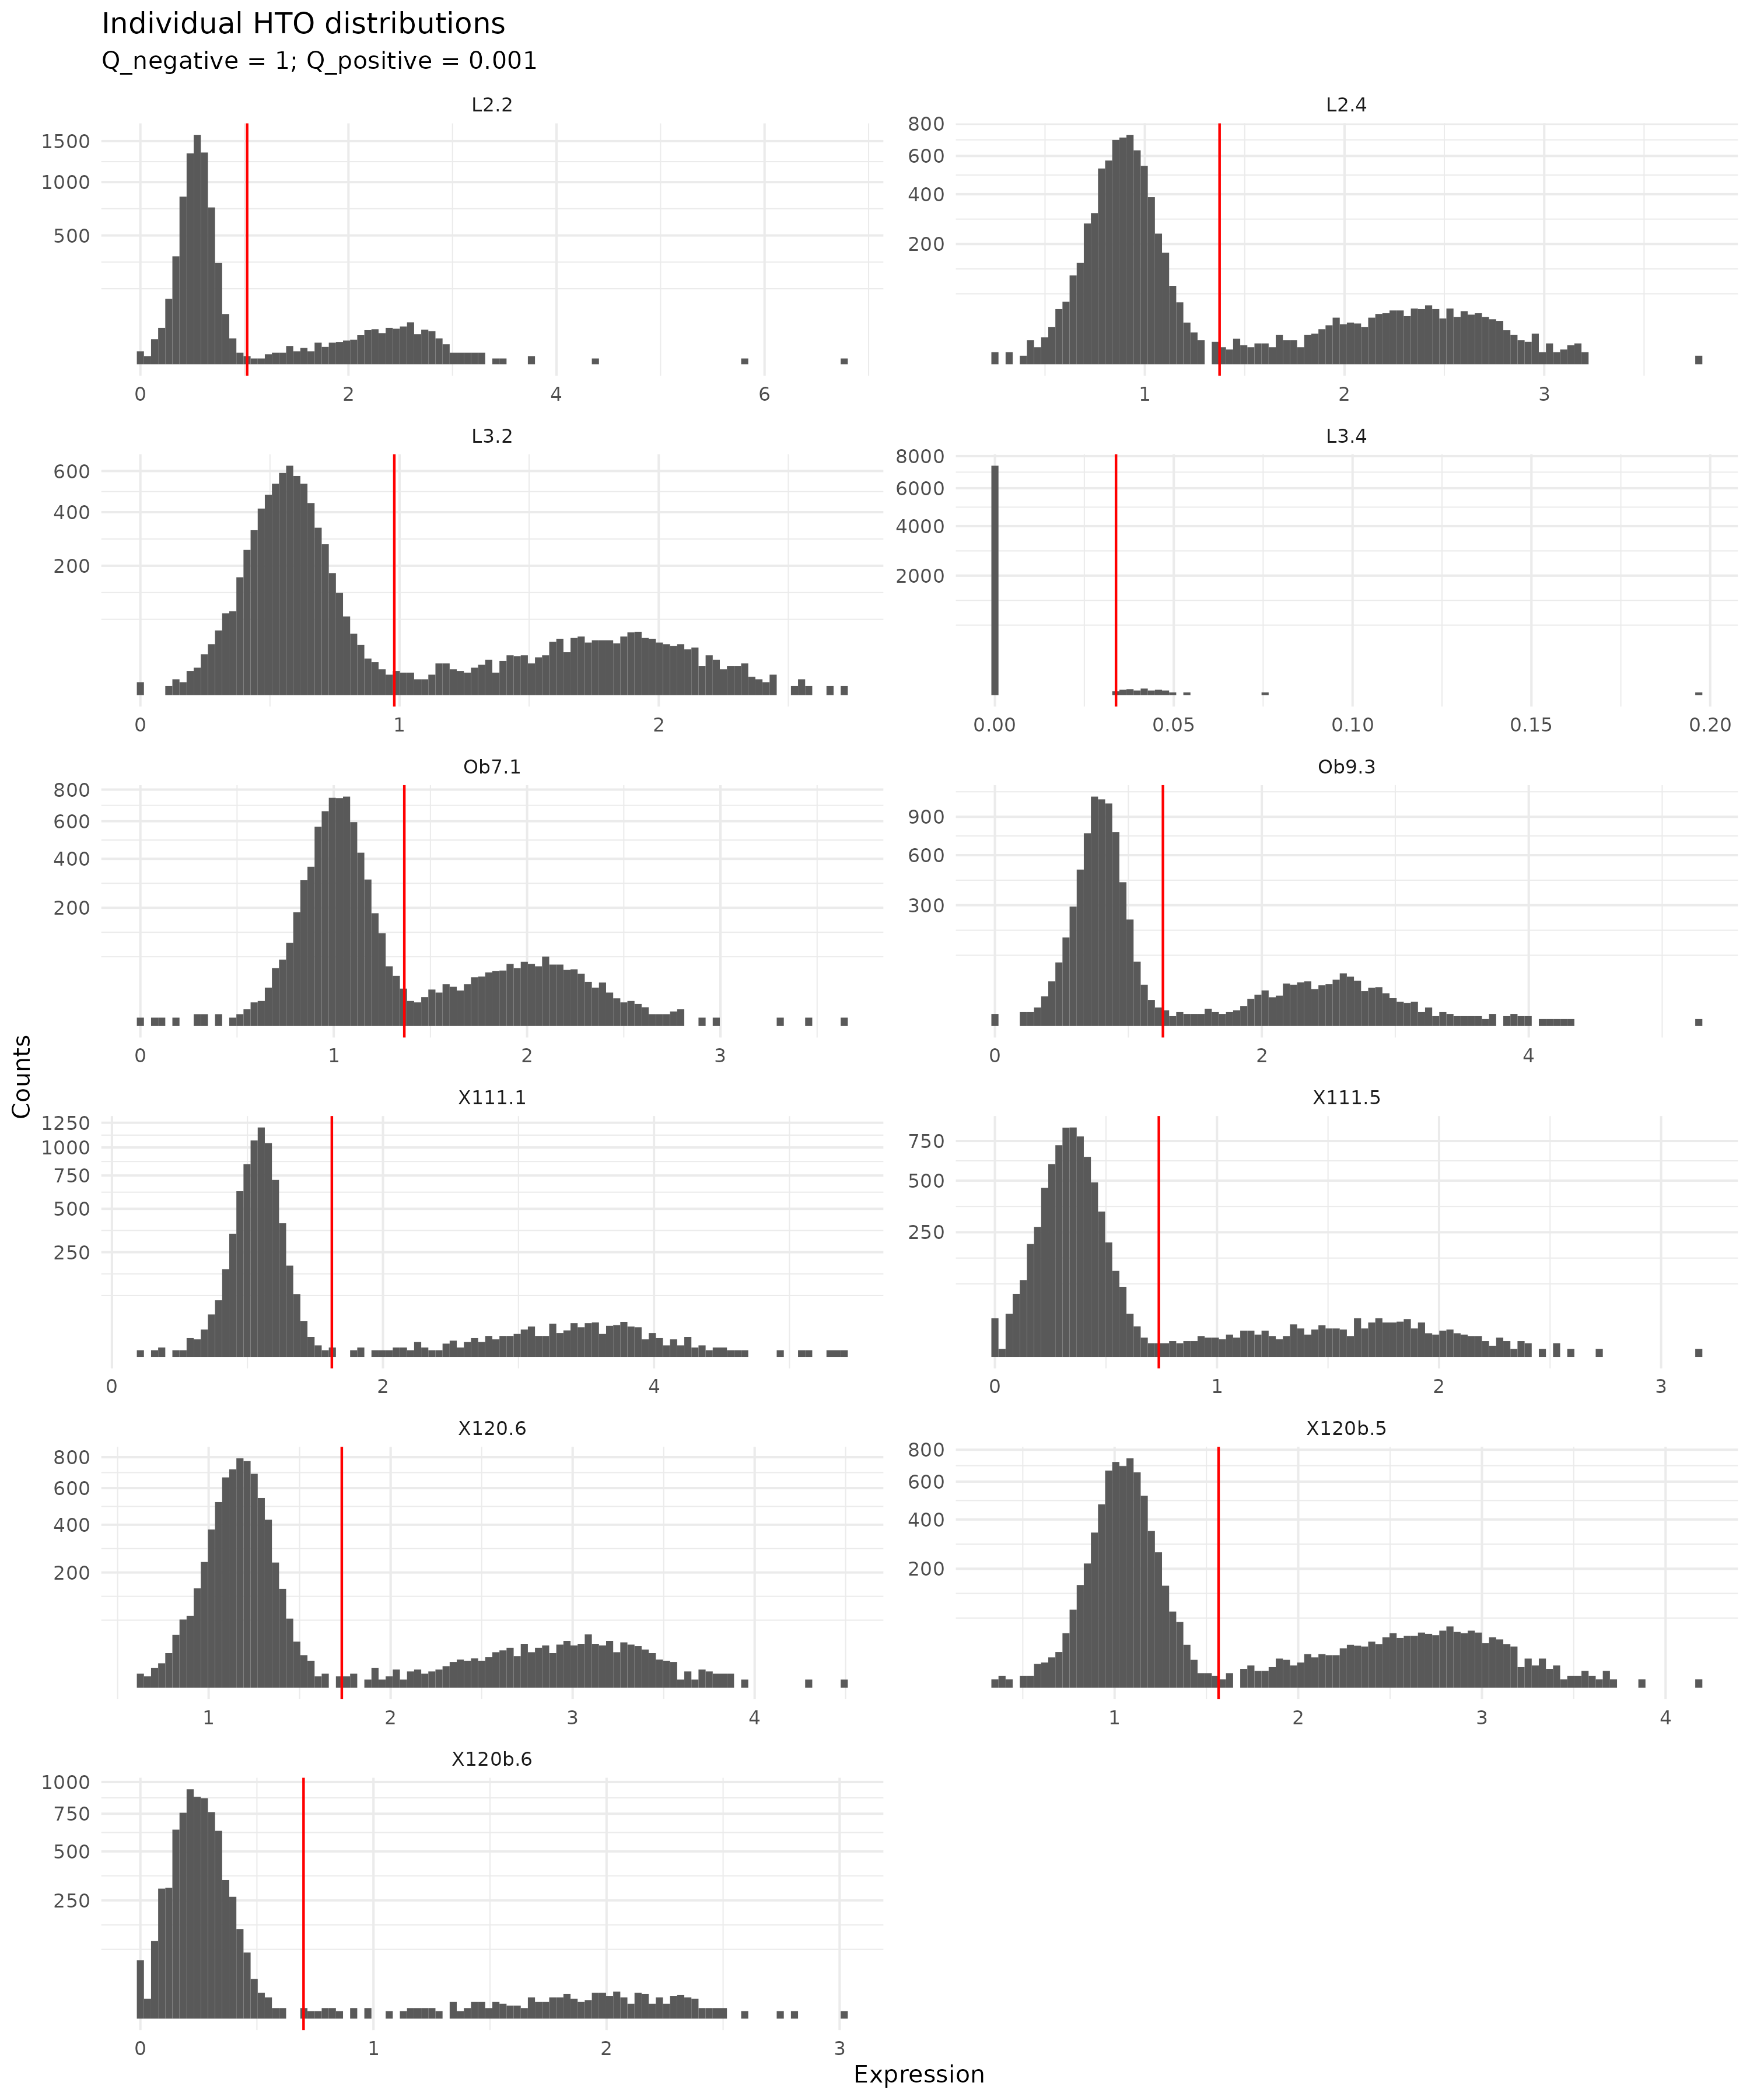 Individual HTO distributions
Q_negative = 1; Q_positive = 0.001
L2.2
1500
1000
500
0 2 4 6
L2.4
800
600
400
200
1 2 3
L3.2
600
400
200
0 1 2
L3.4
8000
6000
4000
2000
0.00 0.05 0.10 0.15 0.20
Ob7.1
800
600
400
200
0 1 2 3
Ob9.3
900
600
300
0 2 4
Counts
X111.1
1250
1000
750
500
250
0 2 4
X111.5
750
500
250
0 1 2 3
X120.6
800
600
400
200
1 2 3 4
X120b.5
800
600
400
200
1 2 3 4
X120b.6
1000
750
500
250
0 1 2 3
Expression